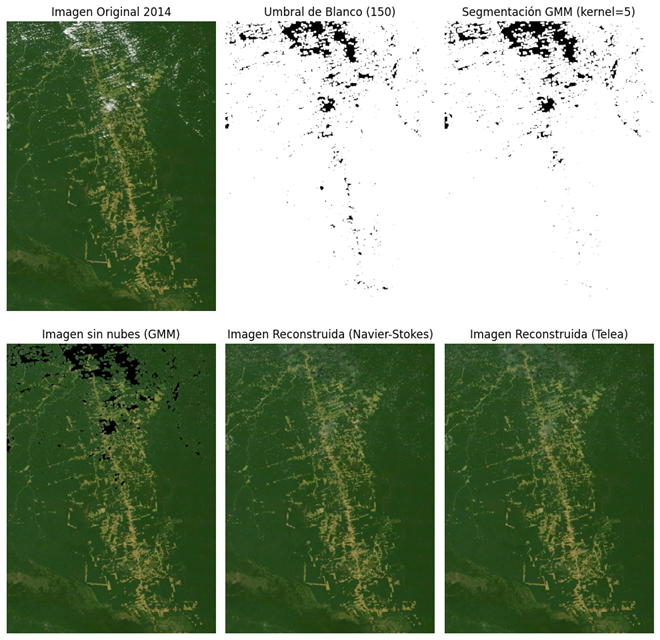 Imagen Original 2014
Umbral de Blanco (150)
Segmentación GMM (kernel=5)
Imagen sin nubes (GMM)
Imagen Reconstruida (Navier-Stokes)
Imagen Reconstruida (Telea)